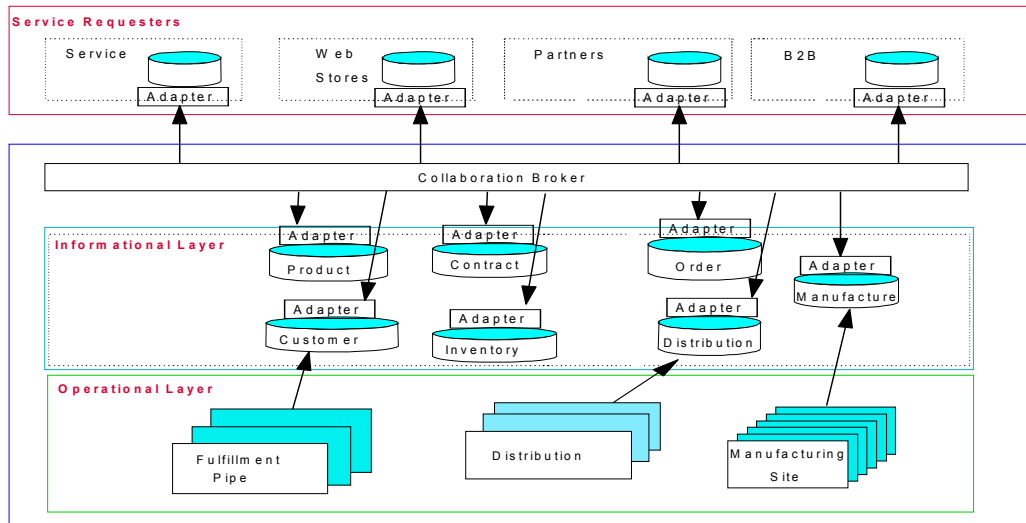 Service Requesters
Service
Web
Stores
Partners
B2B
Adapter
Adapter
Adapter
Adapter
Collaboration Broker
Informational Layer
Adapter
Product
Adapter
Contract
Adapter
Order
Adapter
Manufacture
Adapter
Customer
Adapter
Inventory
Adapter
Distribution
Operational Layer
Fulfillment
Pipe
Distribution
Manufacturing
Site